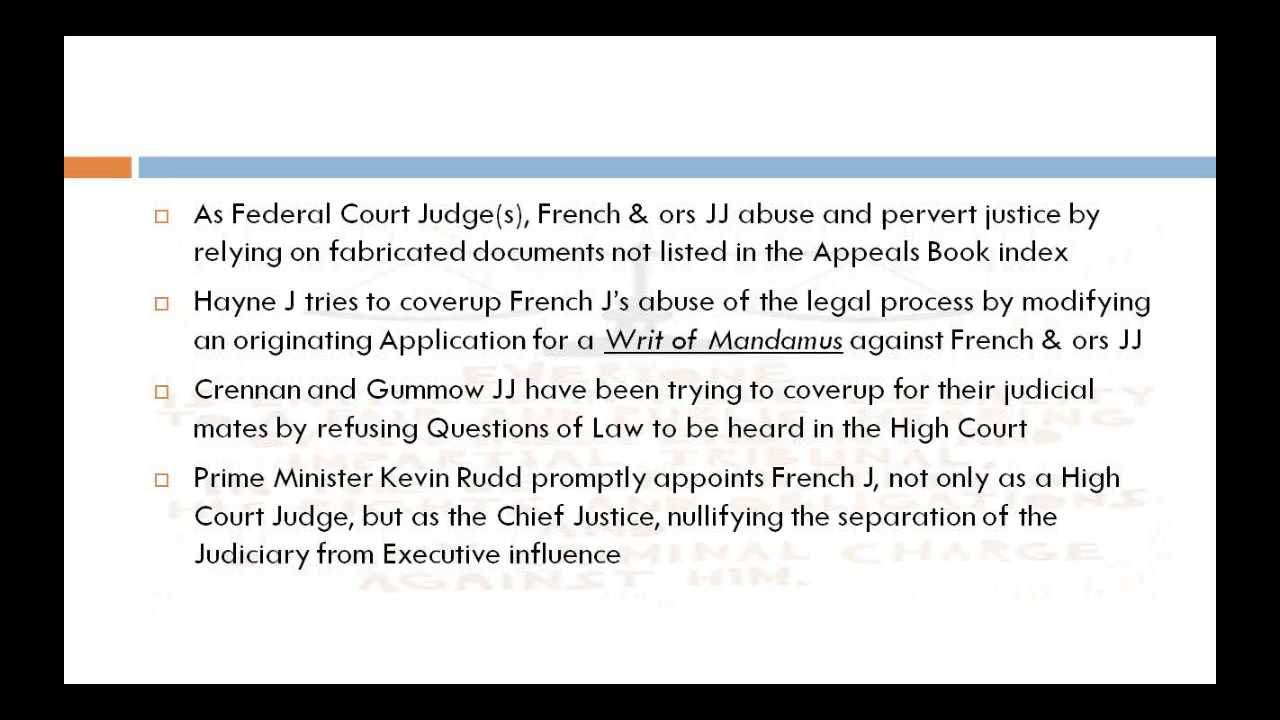 As Federal Court Judge(s), French & ors JJ abuse and pervert justice by
relying on fabricated documents not listed in the Appeals Book index
Hayne J tries to coverup French J's abuse of the legal process by modifying
an originating Application for a Writ of Mandamus against French & ors JJ
Crennan and Gummow JJ have been trying to coverup for their judicial
mates by refusing Questions of Law to be heard in the High Court
Prime Minister Kevin Rudd promptly appoints French J, not only as a High
Court Judge, but as the Chief Justice, nullifying the separation of the
Judiciary from Executive influence
AGAINST HIM.